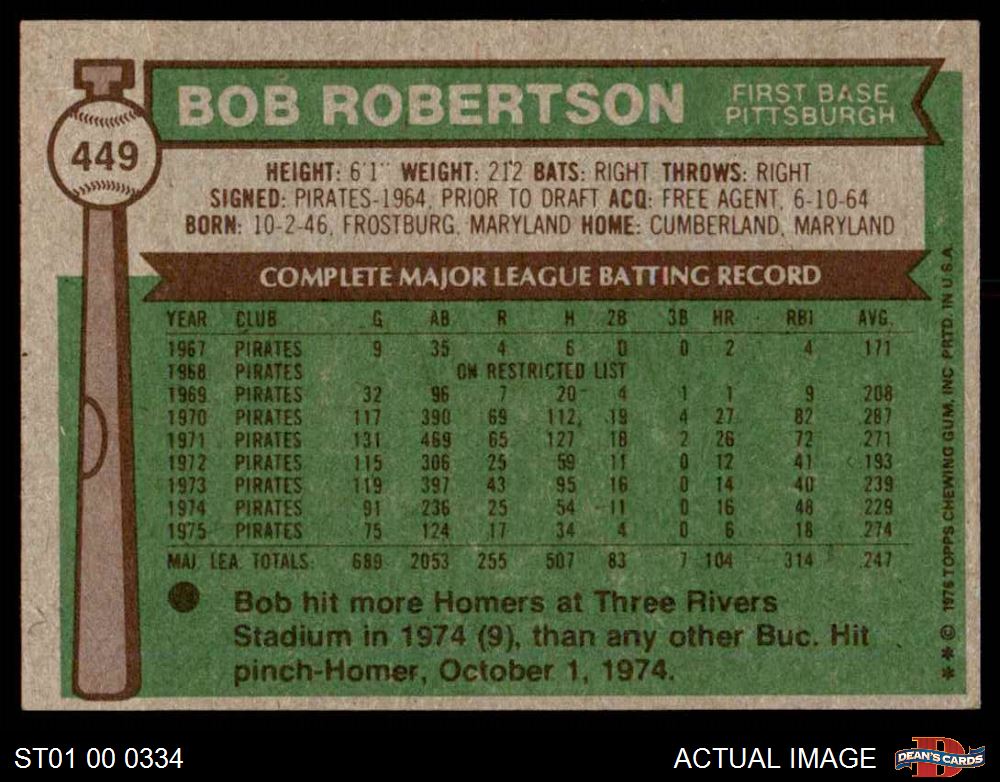 BOB ROBERTSON
FIRST BASE
PITTSBURGH
449
HEIGHT: 6'1" WEIGHT: 212 BATS: RIGHT THROWS: RIGHT
SIGNED: PIRATES-1964, PRIOR TO DRAFT ACQ: FREE AGENT, 6-10-64
BORN: 10-2-46, FROSTBURG, MARYLAND HOME: CUMBERLAND, MARYLAND
COMPLETE MAJOR LEAGUE BATTING RECORD
YEAR CLUB G AB R H 2B 3B HR RBI AVG.
1967 PIRATES 9 35 4 6 0 0 2 4 171
1968 PIRATES ON RESTRICTED LIST
1969 PIRATES 32 96 7 20 4 1 1 9 208
1970 PIRATES 117 390 69 112 19 4 27 82 287
1971 PIRATES 131 469 65 127 18 2 26 72 271
1972 PIRATES 115 306 25 59 11 0 12 41 193
1973 PIRATES 119 397 43 95 16 0 14 40 239
1974 PIRATES 91 236 25 54 11 0 16 48 229
1975 PIRATES 75 124 17 34 4 0 6 18 274
MAJ. LEA. TOTALS: 689 2053 255 507 83 7 104 314 247
Bob hit more Homers at Three Rivers
Stadium in 1974 (9), than any other Buc. Hit
pinch-Homer, October 1, 1974.
** © 1976 TOPPS CHEWING GUM, INC PRTD. IN U.S.A.
ST01 00 0334
ACTUAL IMAGE
D
DEAN'S CARDS